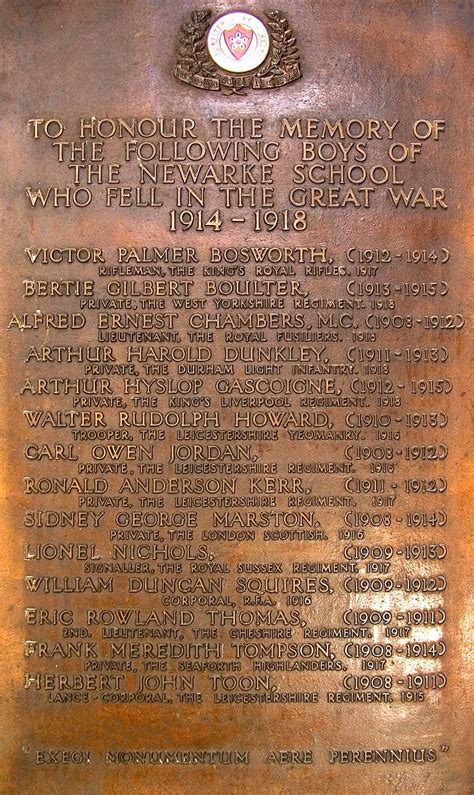 TO HONOUR THE MEMORY OF
THE FOLLOWING BOYS OF
THE NEWARKE SCHOOL
WHO FELL IN THE GREAT WAR
1914 - 1918
VICTOR PALMER BOSWORTH, (1912 - 1914)
RIFLEMAN, THE KING'S ROYAL RIFLES. 1917
BERTIE GILBERT BOULTER, (1913 - 1915)
PRIVATE, THE WEST YORKSHIRE REGIMENT. 1918
ALFRED ERNEST CHAMBERS, M.C. (1908 - 1912)
LIEUTENANT, THE ROYAL FUSILIERS. 1918
ARTHUR HAROLD DUNKLEY, (1911 - 1913)
PRIVATE, THE DURHAM LIGHT INFANTRY. 1918
ARTHUR HYSLOP GASCOIGNE, (1912 - 1915)
PRIVATE, THE KING'S LIVERPOOL REGIMENT. 1918
WALTER RUDOLPH HOWARD, (1910 - 1913)
TROOPER, THE LEICESTERSHIRE YEOMANRY. 1916
CARL OWEN JORDAN, (1908 - 1912)
PRIVATE, THE LEICESTERSHIRE REGIMENT. 1916
RONALD ANDERSON KERR, (1911 - 1912)
PRIVATE, THE LEICESTERSHIRE REGIMENT. 1917
SIDNEY GEORGE MARSTON, (1908 - 1914)
PRIVATE, THE LONDON SCOTTISH. 1916
LIONEL NICHOLS, (1909 - 1913)
SIGNALLER, THE ROYAL SUSSEX REGIMENT. 1917
WILLIAM DUNCAN SQUIRES, (1909 - 1912)
CORPORAL, R.F.A. 1916
ERIC ROWLAND THOMAS, (1909 - 1911)
2ND. LIEUTENANT, THE CHESHIRE REGIMENT. 1917
FRANK MEREDITH TOMPSON, (1908 - 1914)
PRIVATE, THE SEAFORTH HIGHLANDERS. 1917
HERBERT JOHN TOON, (1908 - 1911)
LANCE-CORPORAL, THE LEICESTERSHIRE REGIMENT. 1915
"EXEGI MONUMENTUM AERE PERENNIUS"